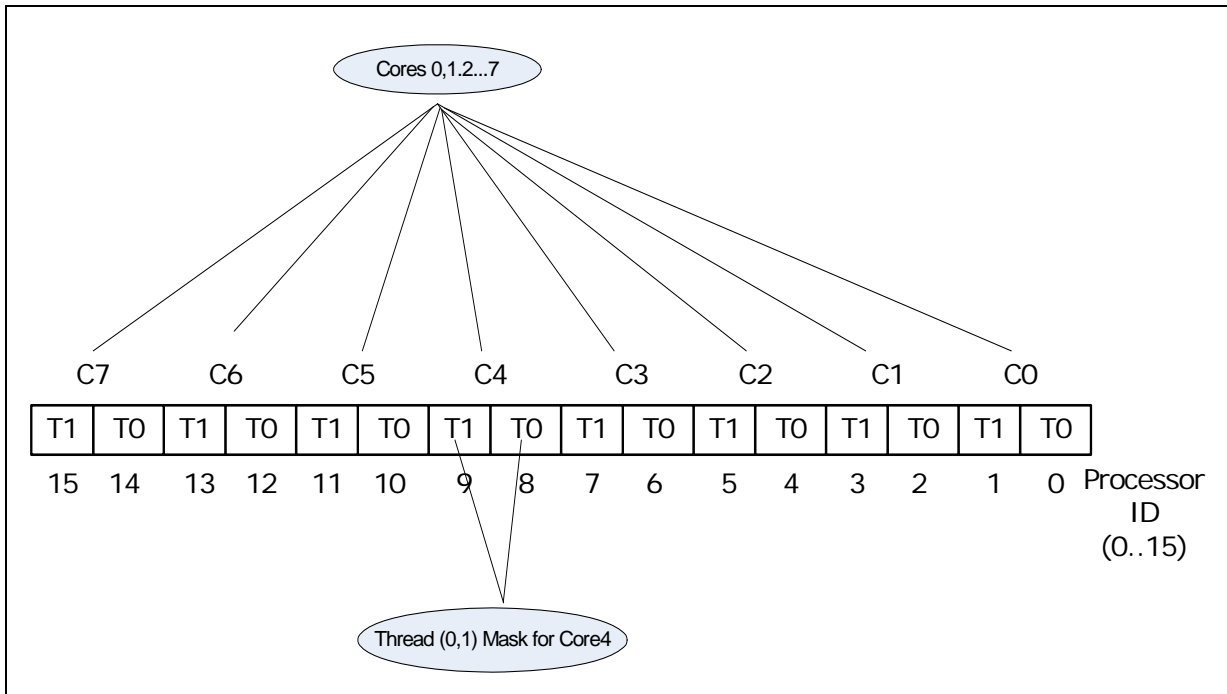 Cores 0,1.2...7
C7 C6 C5 C4 C3 C2 C1 C0
T1 T0 T1 T0 T1 T0 T1 T0 T1 T0 T1 T0 T1 T0 T1 T0
15 14 13 12 11 10 9 8 7 6 5 4 3 2 1 0 Processor
ID
(0..15)
Thread (0,1) Mask for Core4